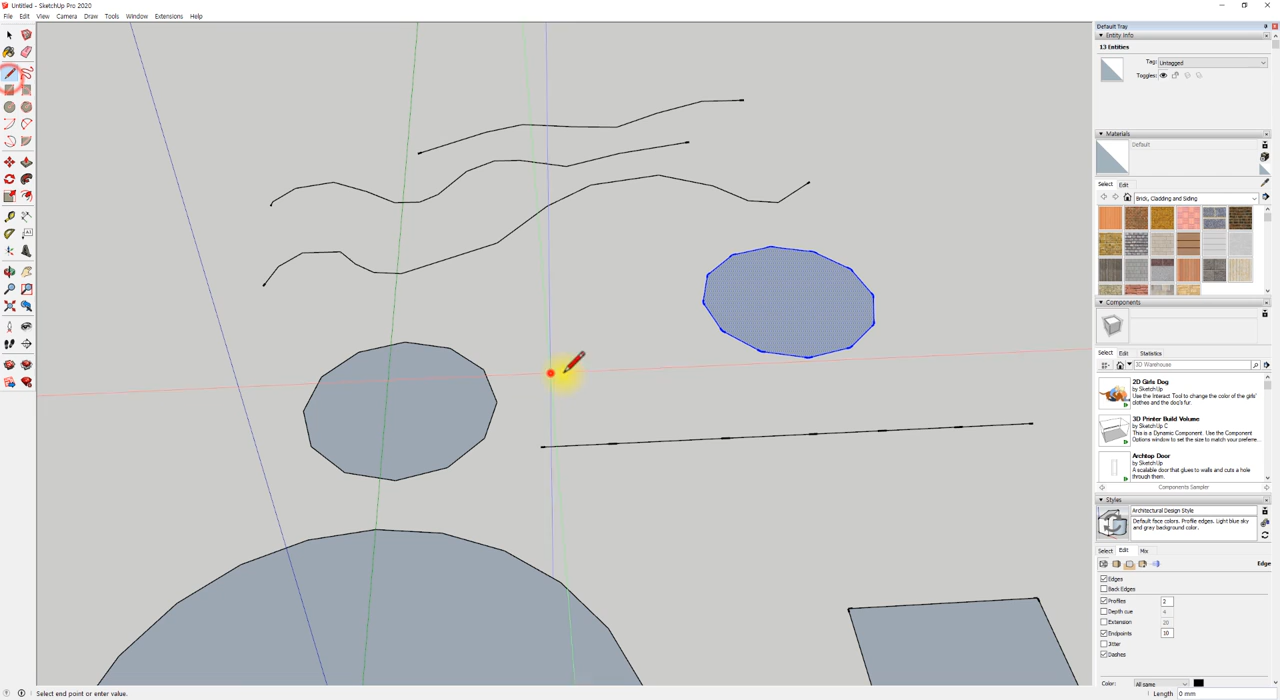 Untitled - SketchUp Pro 2020
File Edit View Camera Draw Tools Window Extensions Help
Default Tray
Entity Info
13 Entities
Tag: Untagged
Toggles:
Materials
Default
Select Edit
Brick, Cladding and Siding
Components
Select Edit Statistics
3D Warehouse
2D Girls Dog
by SketchUp
Use the Interact Tool to change the color of the girls' clothes and the dog's fur.
3D Printer Build Volume
by SketchUp C
This is a Dynamic Component. Use the Component Options window to set the size to match your preferre...
Archtop Door
by SketchUp
A scalable door that glues to walls and cuts a hole through them.
Components Sampler
Styles
Architectural Design Style
Default face colors. Profile edges. Light blue sky and gray background color.
Select Edit Mix
Edge
Edges
Back Edges
Profiles 2
Depth cue 4
Extension 20
Endpoints 10
Jitter
Dashes
Color: All same
Select end point or enter value.
Length 0 mm